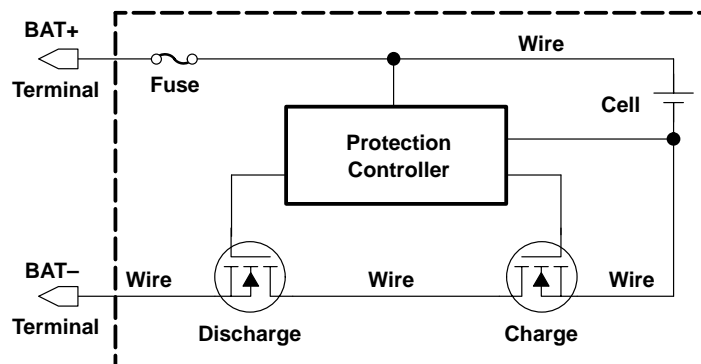 BAT+
Terminal
Fuse
Wire
Cell
Protection
Controller
BAT–
Terminal
Wire
Wire
Wire
Discharge
Charge